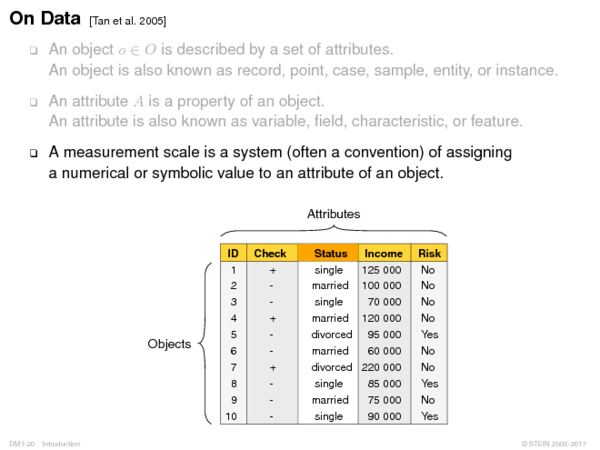 On Data [Tan et al. 2005]
❑ An object o ∈ O is described by a set of attributes.
An object is also known as record, point, case, sample, entity, or instance.
❑ An attribute A is a property of an object.
An attribute is also known as variable, field, characteristic, or feature.
❑ A measurement scale is a system (often a convention) of assigning
a numerical or symbolic value to an attribute of an object.
Attributes
ID Check Status Income Risk
1 + single 125 000 No
2 - married 100 000 No
3 - single 70 000 No
4 + married 120 000 No
5 - divorced 95 000 Yes
Objects
6 - married 60 000 No
7 + divorced 220 000 No
8 - single 85 000 Yes
9 - married 75 000 No
10 - single 90 000 Yes
DM:I-20 Introduction © STEIN 2005-2017